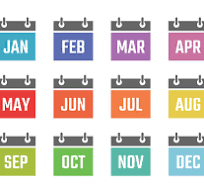 JAN FEB MAR APR
MAY JUN JUL AUG
SEP OCT NOV DEC